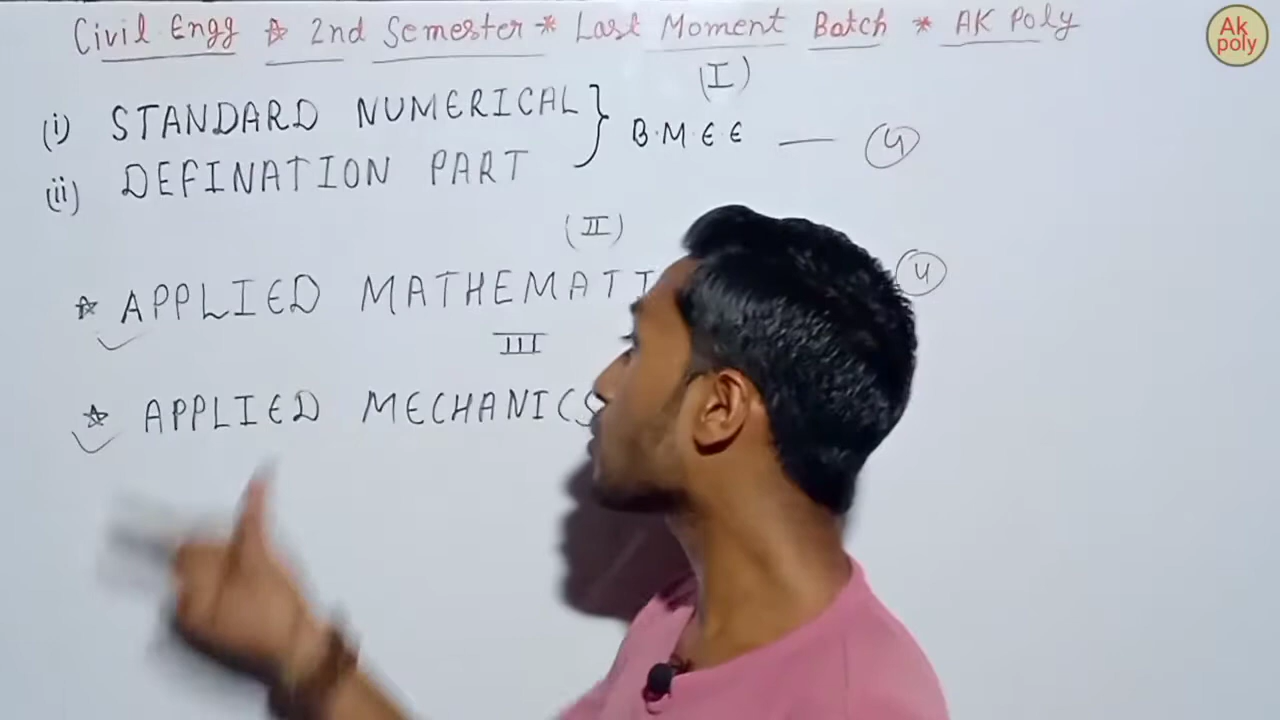 Civil Engg ☆ 2nd Semester * Last Moment Batch * AK Poly
Ak poly
(I)
(i) STANDARD NUMERICAL } B.M.E.E — 4
(ii) DEFINATION PART
(II)
☆ APPLIED MATHEMATI 4
III
☆ APPLIED MECHANICS